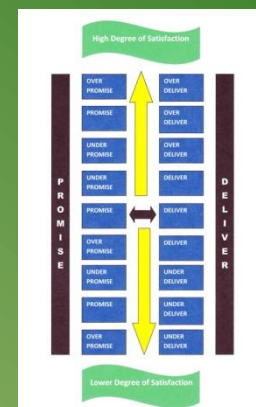 High Degree of Satisfaction
PROMISE
DELIVER
OVER PROMISE
OVER DELIVER
PROMISE
OVER DELIVER
UNDER PROMISE
OVER DELIVER
UNDER PROMISE
DELIVER
PROMISE
DELIVER
OVER PROMISE
DELIVER
UNDER PROMISE
UNDER DELIVER
PROMISE
UNDER DELIVER
OVER PROMISE
UNDER DELIVER
Lower Degree of Satisfaction